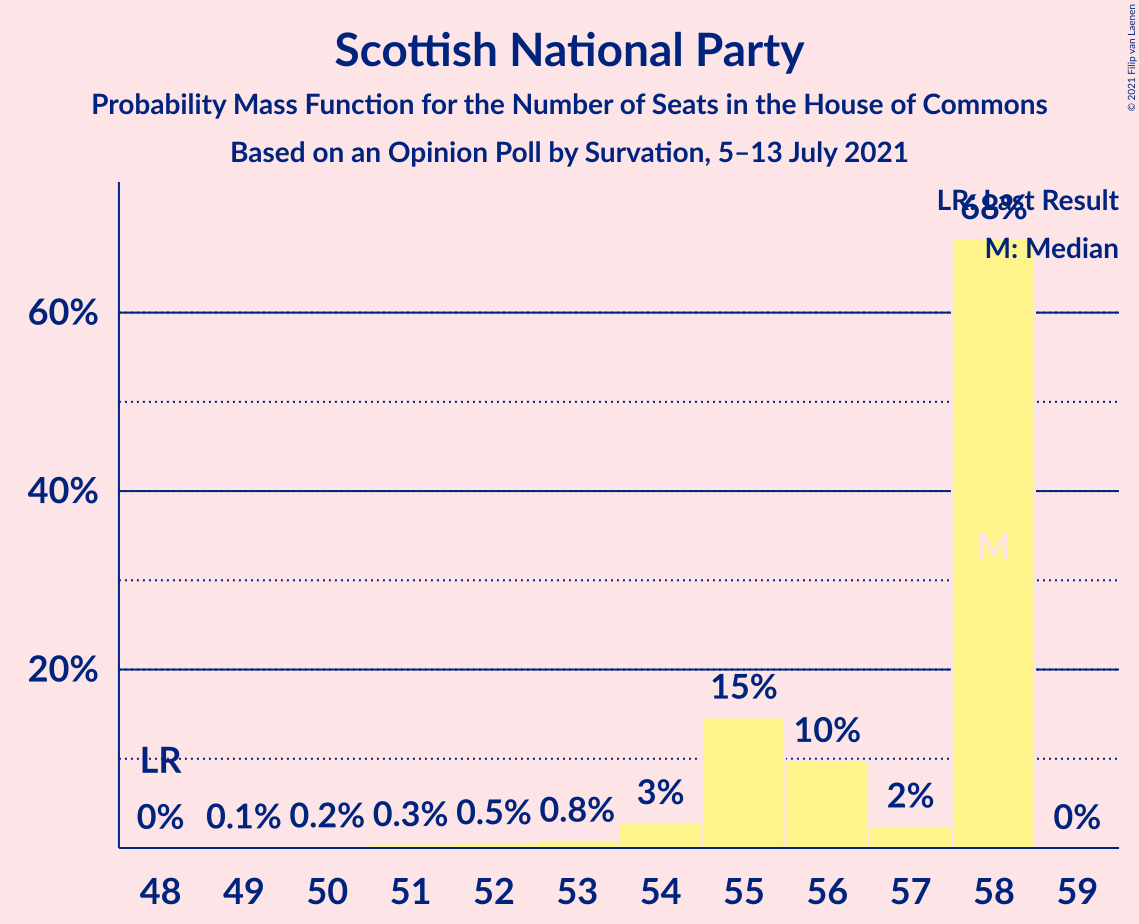 Scottish National Party
Probability Mass Function for the Number of Seats in the House of Commons
Based on an Opinion Poll by Survation, 5–13 July 2021
© 2021 Filip van Laenen
LR: Last Result
68%
M: Median
60%
40%
M
20%
15%
10%
LR
3%
2%
0% 0.1% 0.2% 0.3% 0.5% 0.8% 0%
48 49 50 51 52 53 54 55 56 57 58 59